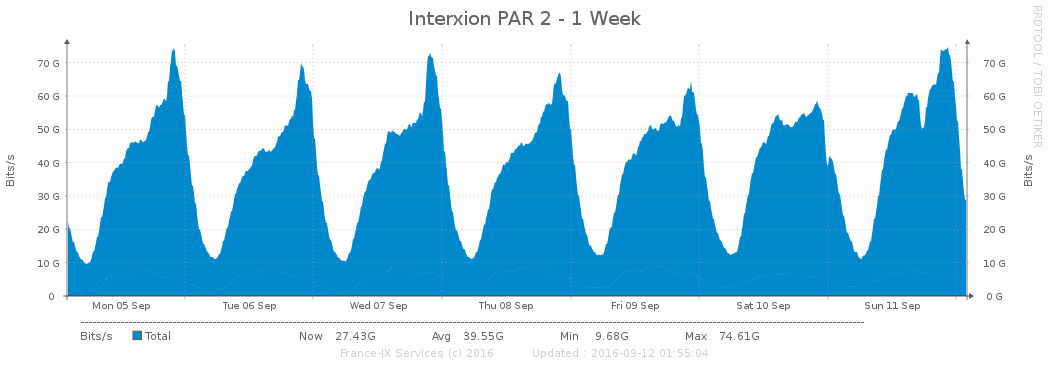 Interxion PAR 2 - 1 Week
RRDTOOL / TOBI OETIKER
Bits/s
70 G
60 G
50 G
40 G
30 G
20 G
10 G
0
70 G
60 G
50 G
40 G
30 G
20 G
10 G
0 G
Bits/s
Mon 05 Sep Tue 06 Sep Wed 07 Sep Thu 08 Sep Fri 09 Sep Sat 10 Sep Sun 11 Sep
Bits/s Total Now 27.43G Avg 39.55G Min 9.68G Max 74.61G
France-IX Services (c) 2016 Updated : 2016-09-12 01:55:04